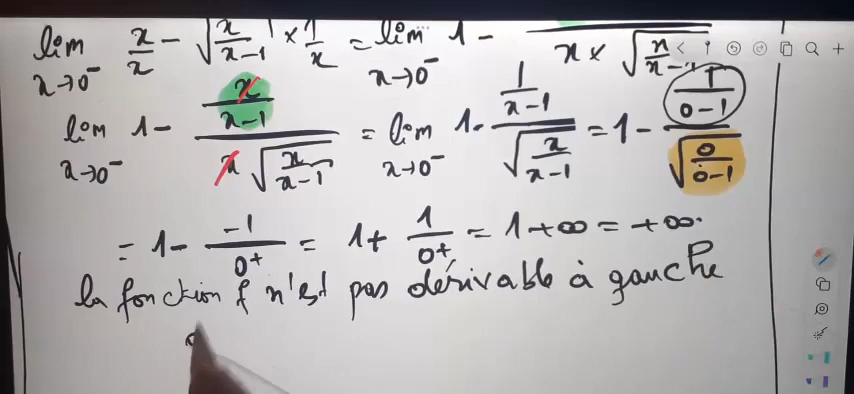 lim x→0⁻ x/x - √(x/(x-1)) × 1/x = lim x→0⁻ 1 - / x × √(x/(x-1))
lim x→0⁻ 1 - (x/(x-1))/(x√(x/(x-1))) = lim x→0⁻ 1 - (1/(x-1))/√(x/(x-1)) = 1 - (1/(0-1))/√(0/(0-1))
= 1 - (-1)/0⁺ = 1 + 1/0⁺ = 1 + ∞ = +∞.
la fonction f n'est pas dérivable à gauche